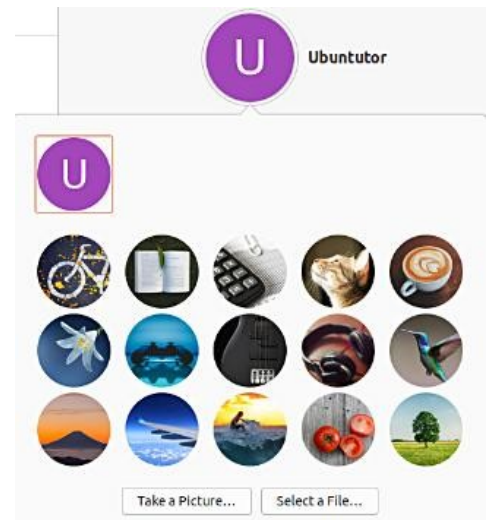 U
Ubuntutor
U
Take a Picture...
Select a File...